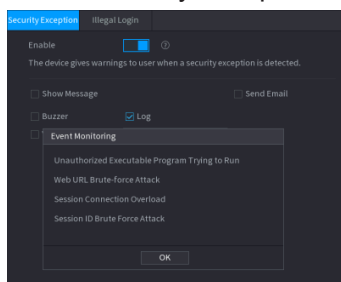 Security Exception Illegal Login
Enable
The device gives warnings to user when a security exception is detected.
Show Message Send Email
Buzzer Log
Event Monitoring
Unauthorized Executable Program Trying to Run
Web URL Brute-force Attack
Session Connection Overload
Session ID Brute Force Attack
OK